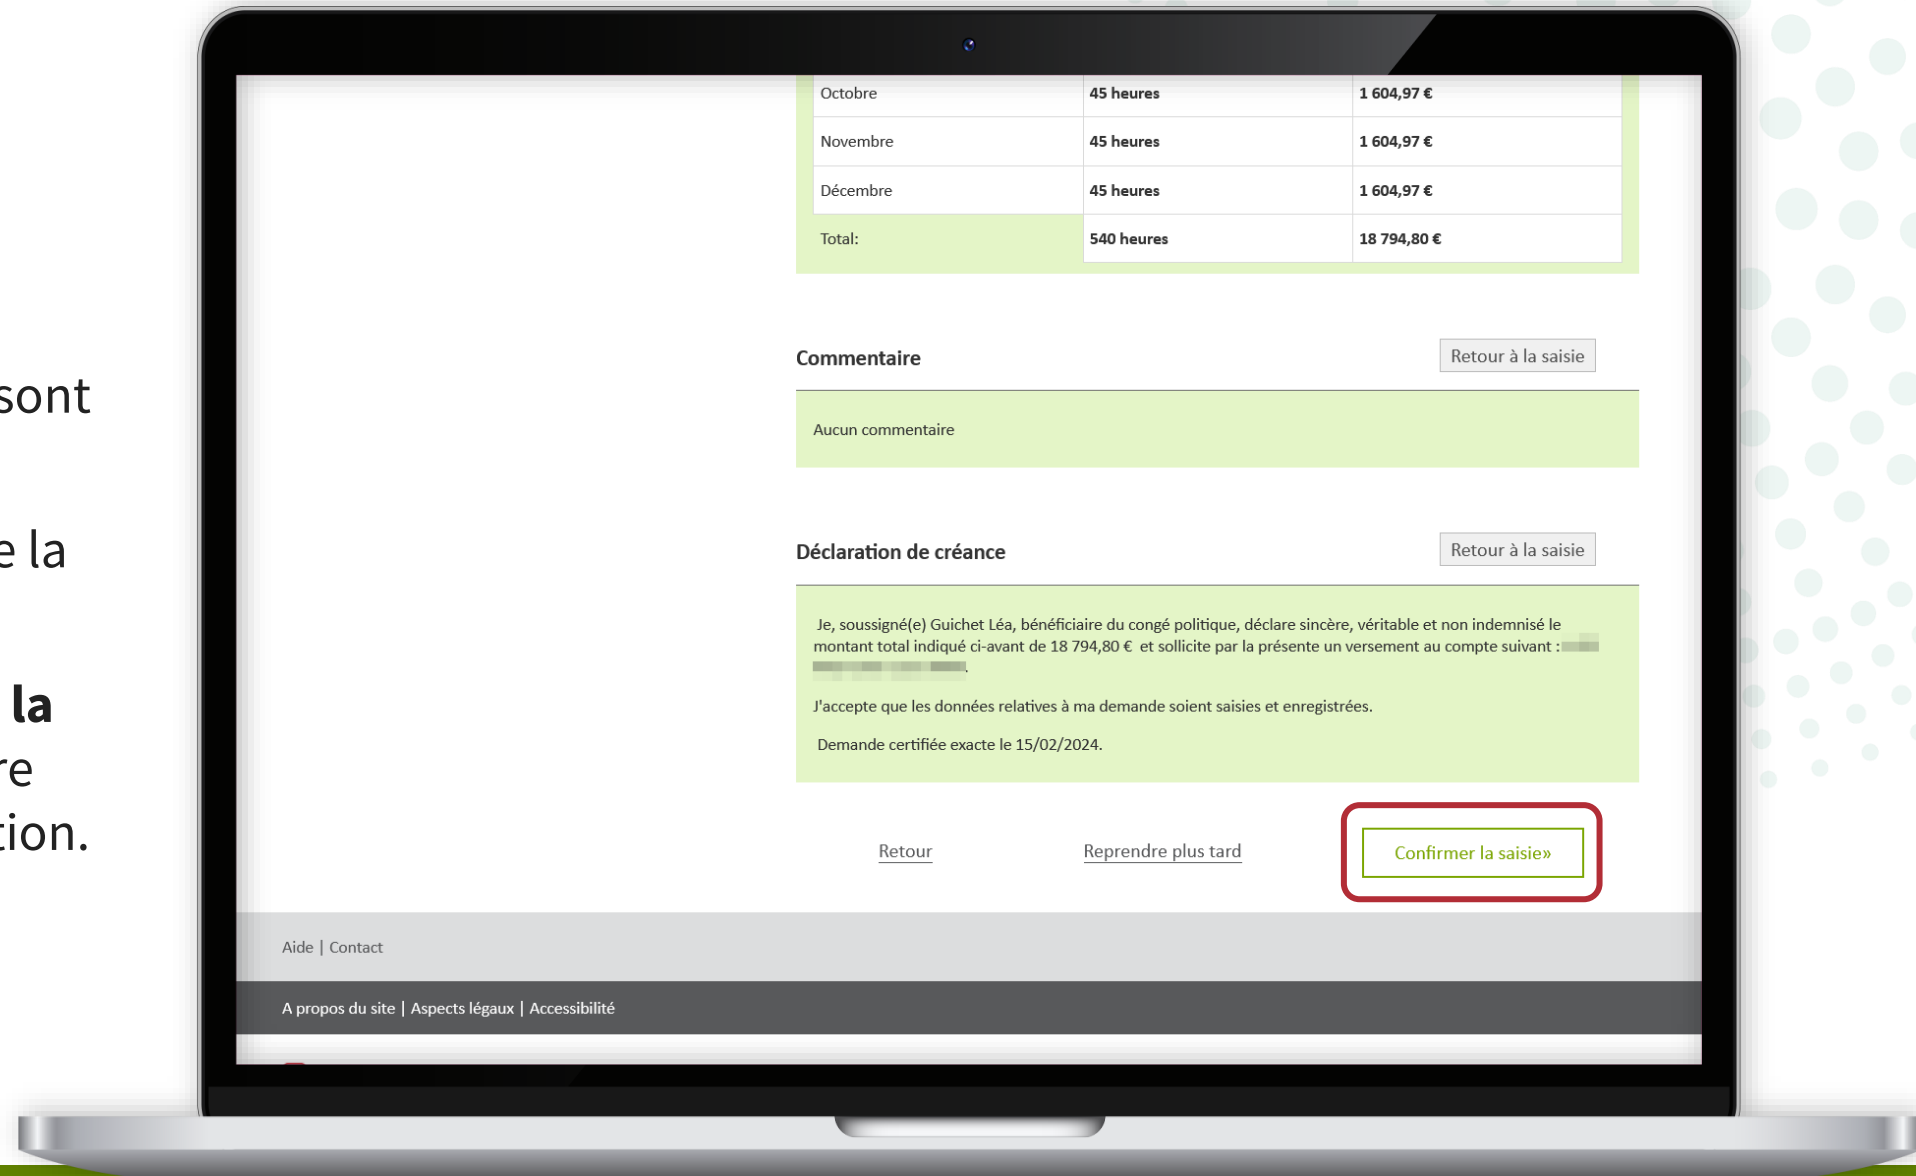 sont
e la
la
re
tion.
Octobre 45 heures 1 604,97 €
Novembre 45 heures 1 604,97 €
Décembre 45 heures 1 604,97 €
Total: 540 heures 18 794,80 €
Commentaire
Retour à la saisie
Aucun commentaire
Déclaration de créance
Retour à la saisie
Je, soussigné(e) Guichet Léa, bénéficiaire du congé politique, déclare sincère, véritable et non indemnisé le
montant total indiqué ci-avant de 18 794,80 € et sollicite par la présente un versement au compte suivant :
.
J'accepte que les données relatives à ma demande soient saisies et enregistrées.
Demande certifiée exacte le 15/02/2024.
Retour
Reprendre plus tard
Confirmer la saisie»
Aide | Contact
A propos du site | Aspects légaux | Accessibilité